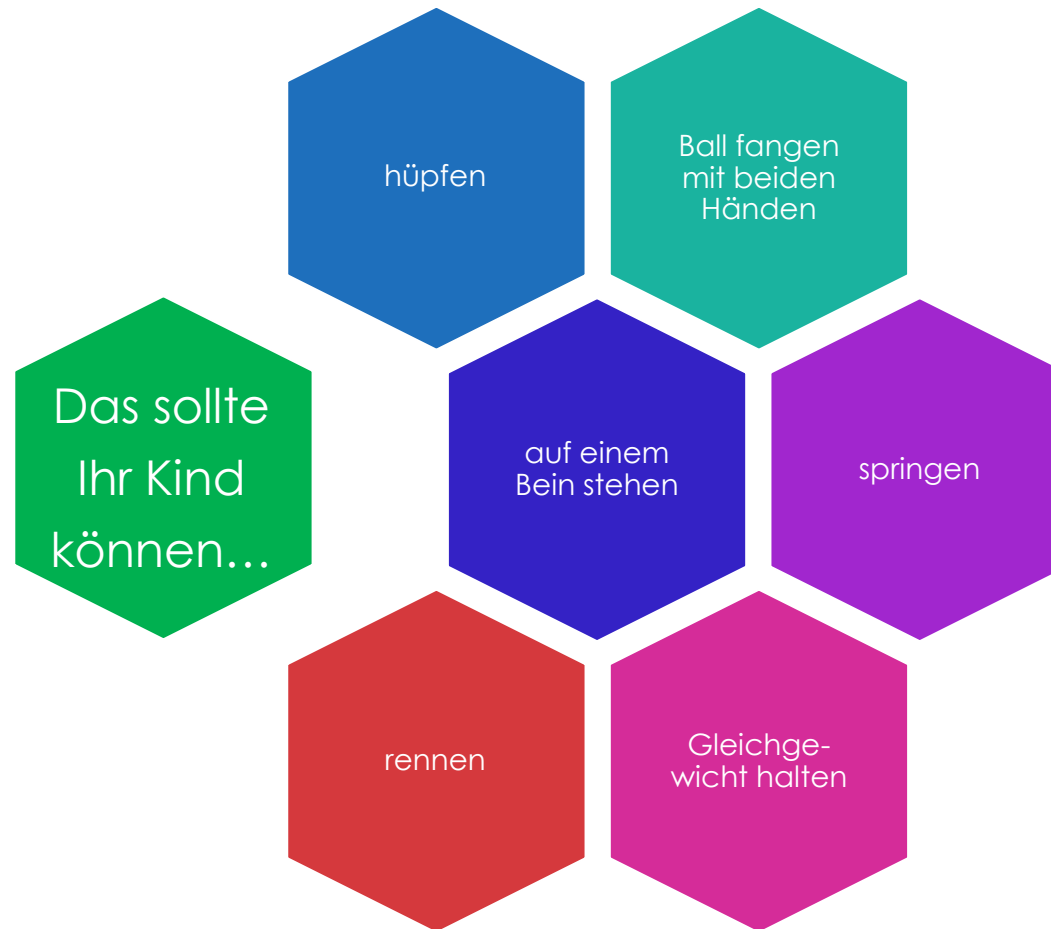 Das sollte
Ihr Kind
können…
hüpfen
Ball fangen
mit beiden
Händen
auf einem
Bein stehen
springen
rennen
Gleichge-
wicht halten